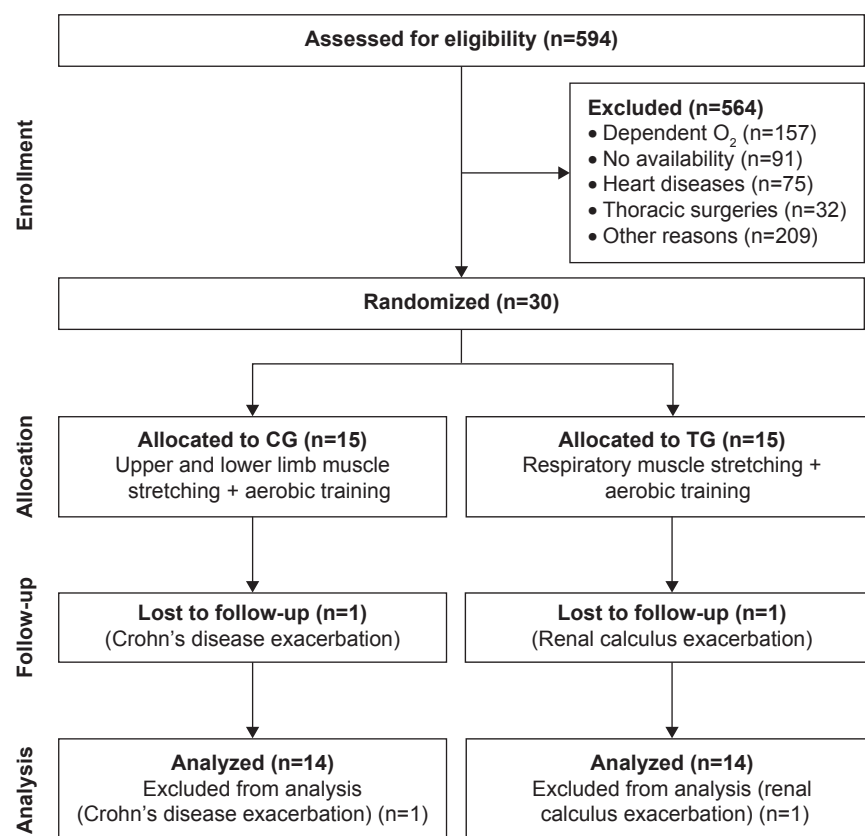 Assessed for eligibility (n=594)
Enrollment
Excluded (n=564)
• Dependent O₂ (n=157)
• No availability (n=91)
• Heart diseases (n=75)
• Thoracic surgeries (n=32)
• Other reasons (n=209)
Randomized (n=30)
Allocation
Allocated to CG (n=15)
Upper and lower limb muscle
stretching + aerobic training
Allocated to TG (n=15)
Respiratory muscle stretching +
aerobic training
Follow-up
Lost to follow-up (n=1)
(Crohn’s disease exacerbation)
Lost to follow-up (n=1)
(Renal calculus exacerbation)
Analysis
Analyzed (n=14)
Excluded from analysis
(Crohn’s disease exacerbation) (n=1)
Analyzed (n=14)
Excluded from analysis (renal
calculus exacerbation) (n=1)